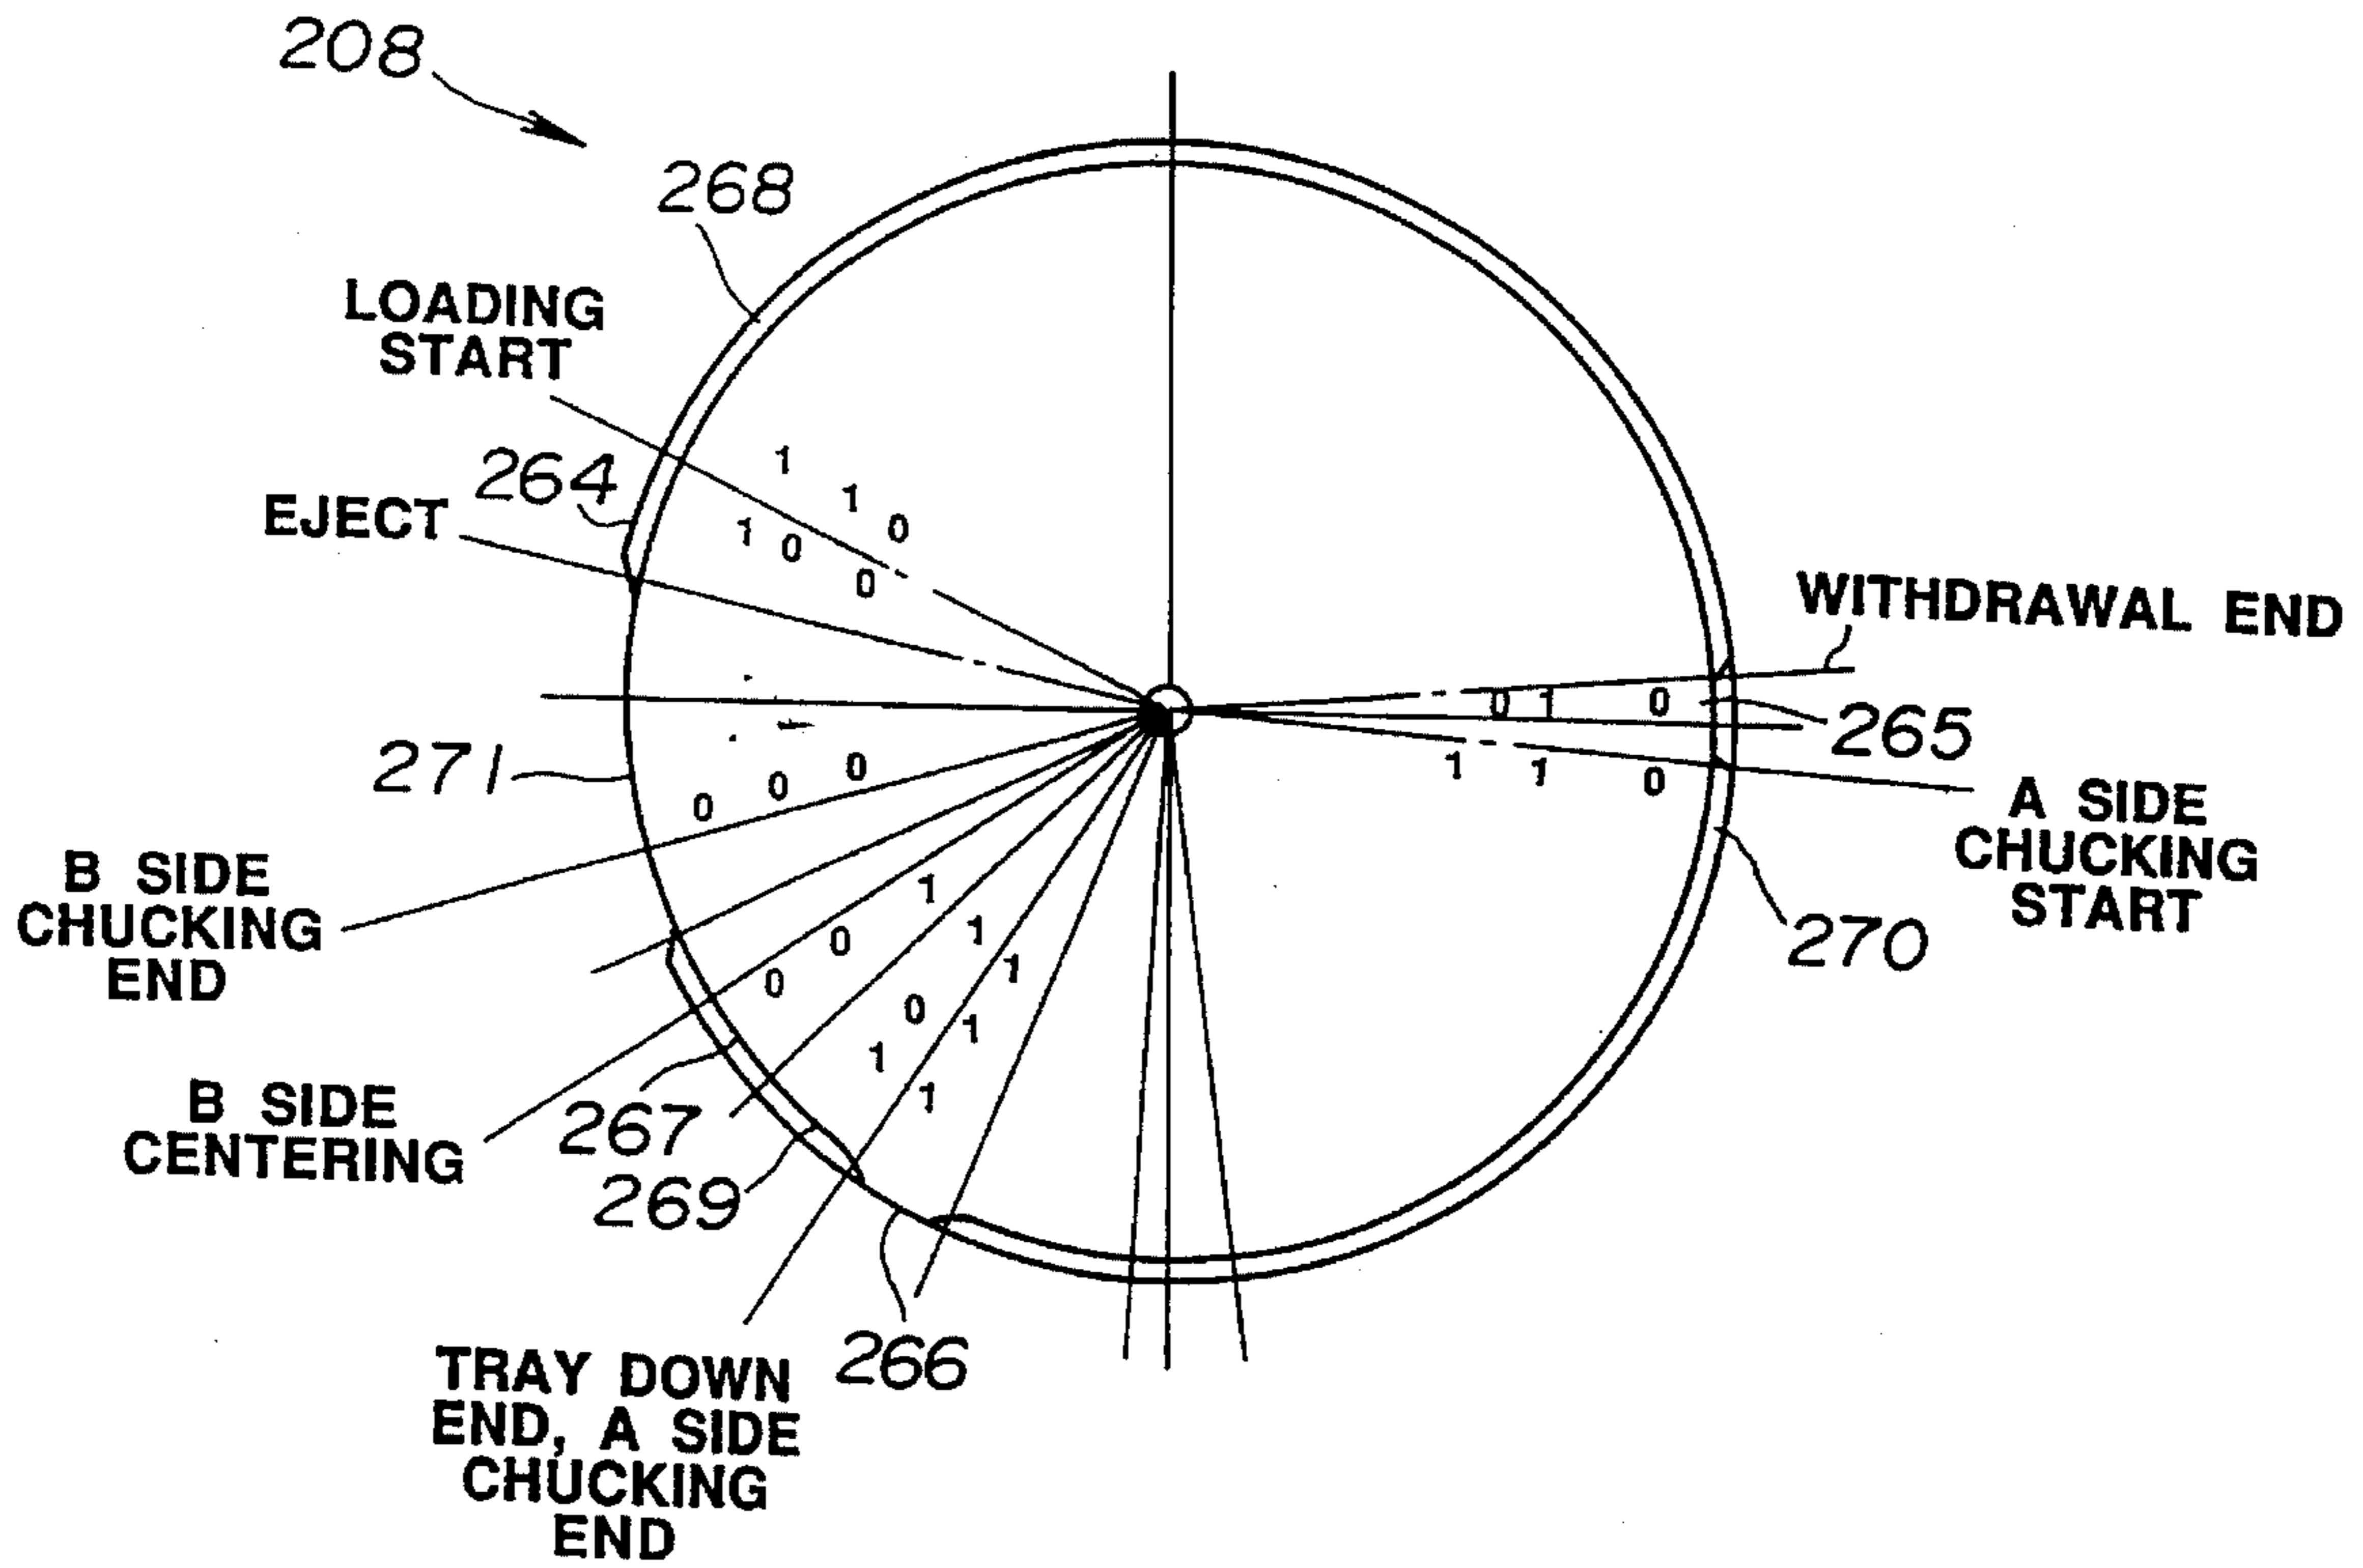 208
268
LOADING
START
264
EJECT
1
1
0
1
0
0
WITHDRAWAL END
0 1 0
265
1 1 0
A SIDE
CHUCKING
START
270
271
0 0 0
B SIDE
CHUCKING
END
1
0
0
1
1
0
1
1
1
B SIDE
CENTERING
267
269
266
TRAY DOWN
END, A SIDE
CHUCKING
END